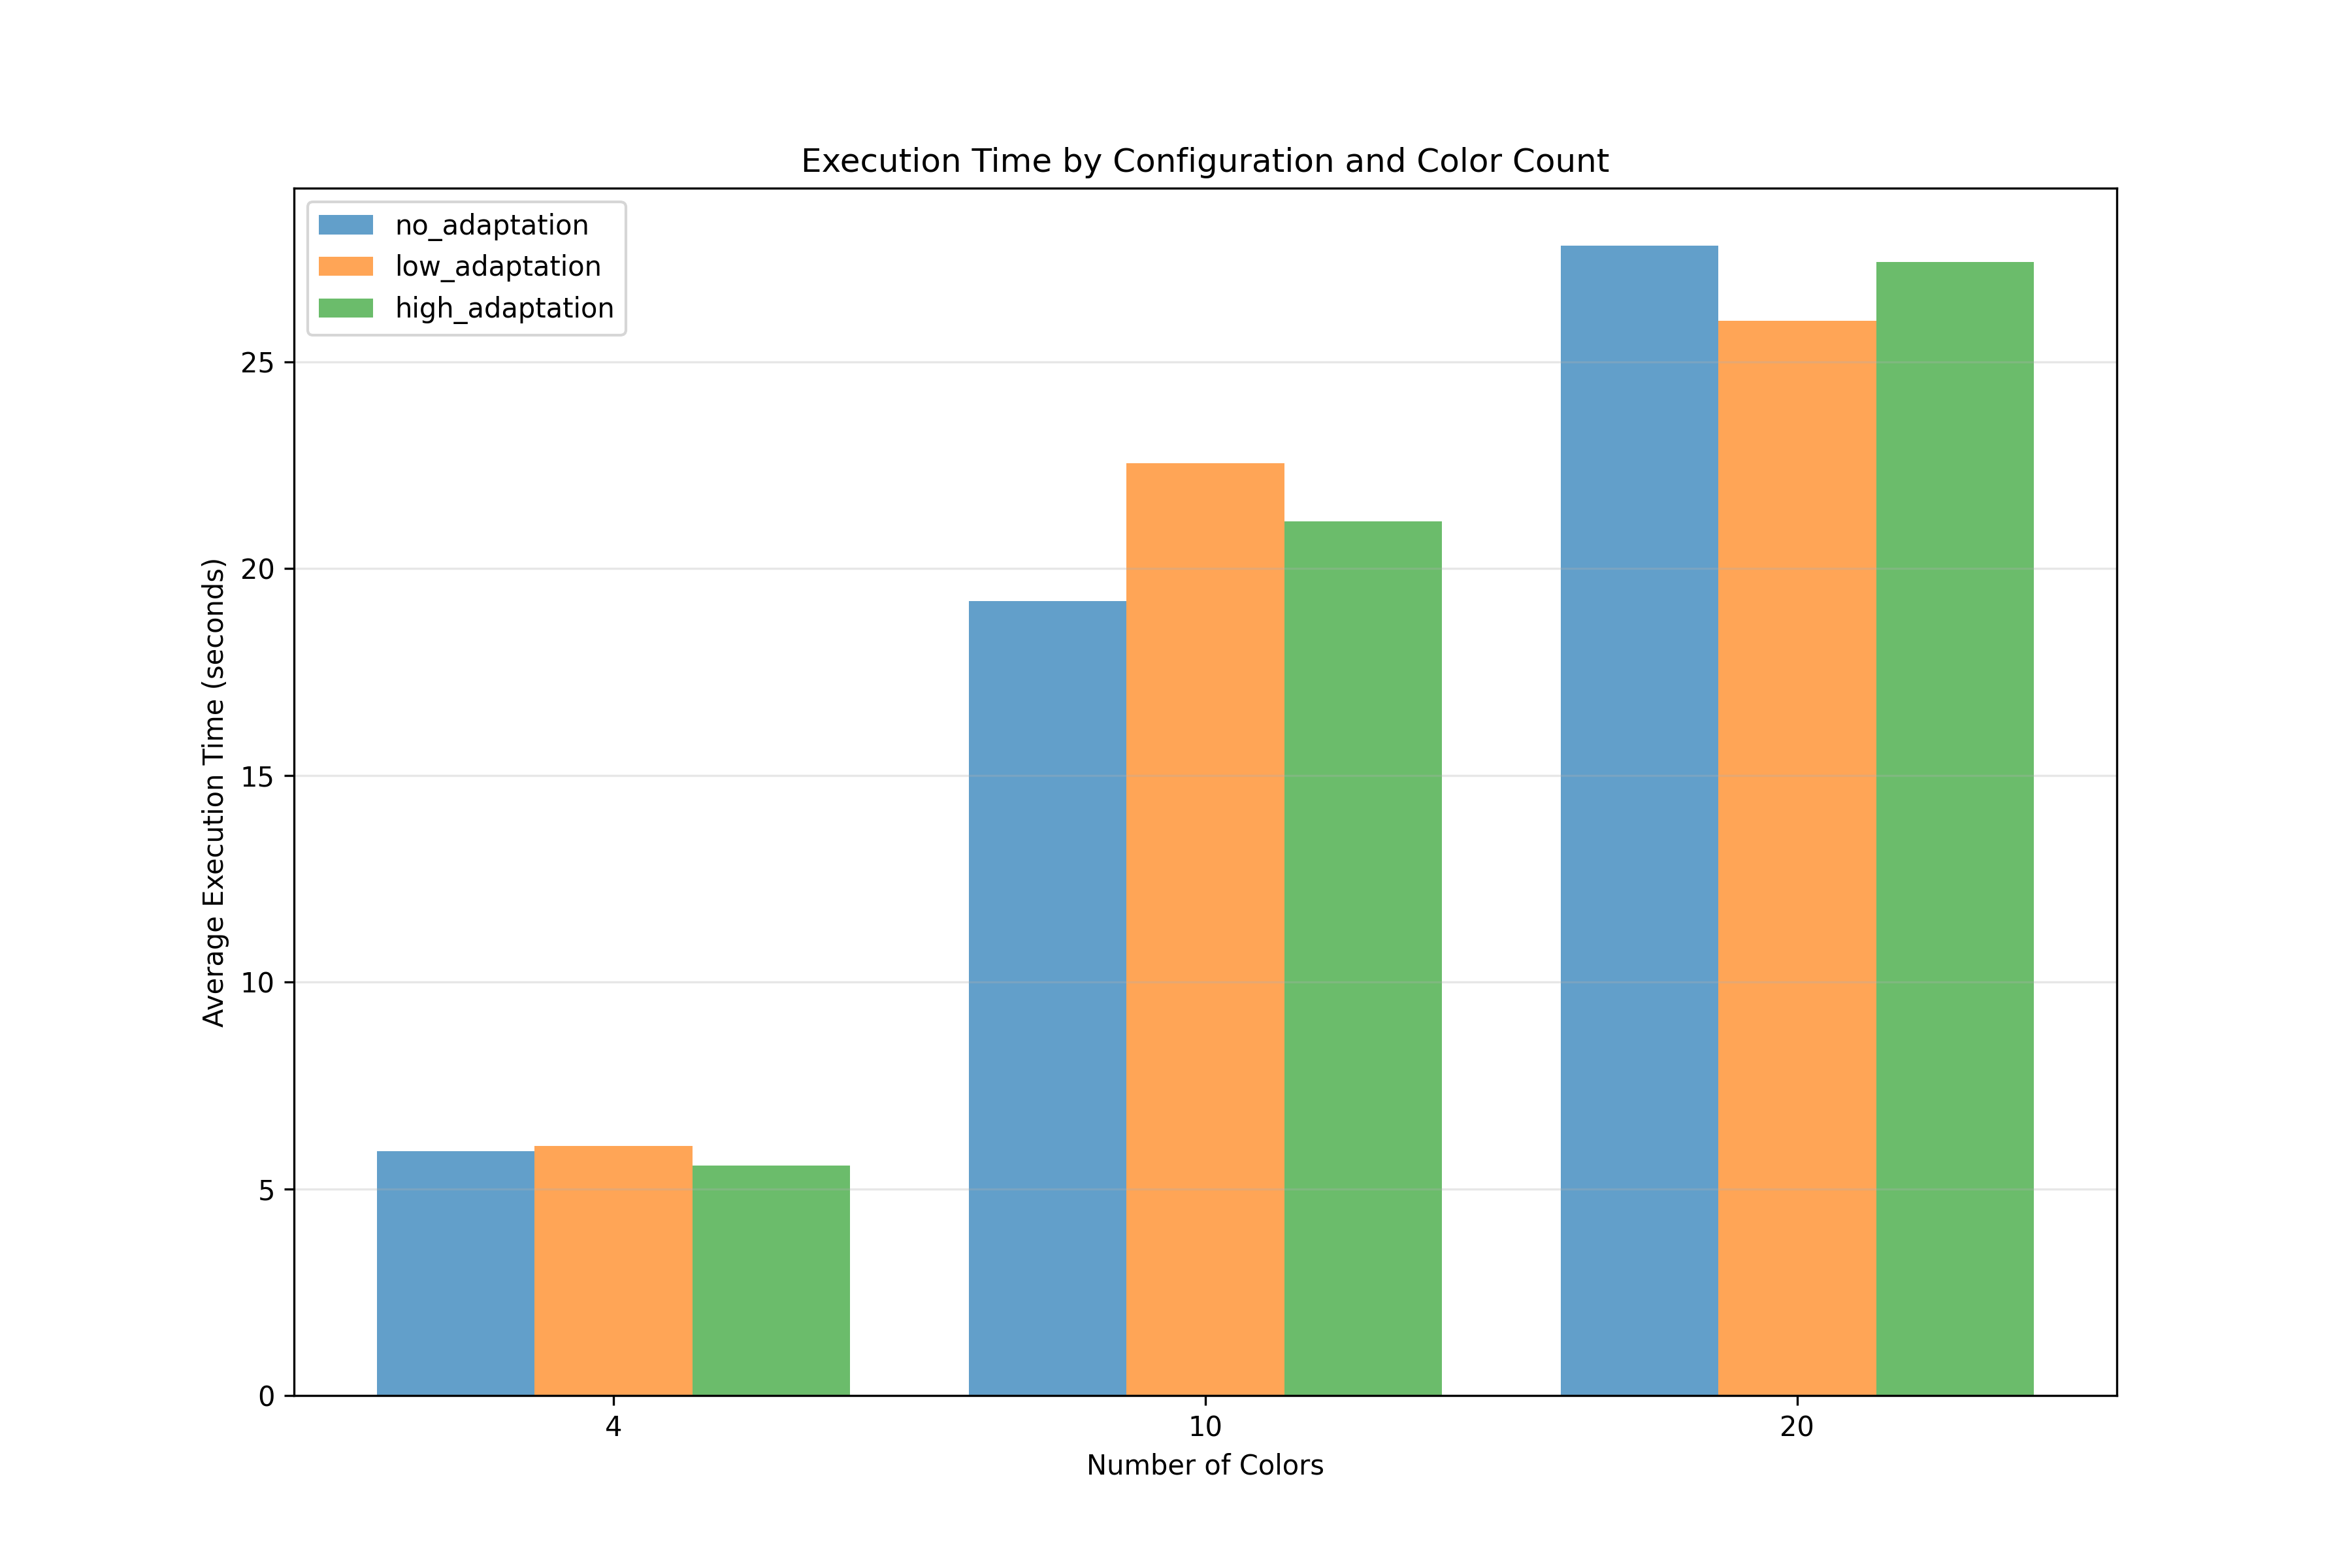 Execution Time by Configuration and Color Count
no_adaptation
low_adaptation
high_adaptation
Average Execution Time (seconds)
25
20
15
10
5
0
4
10
20
Number of Colors